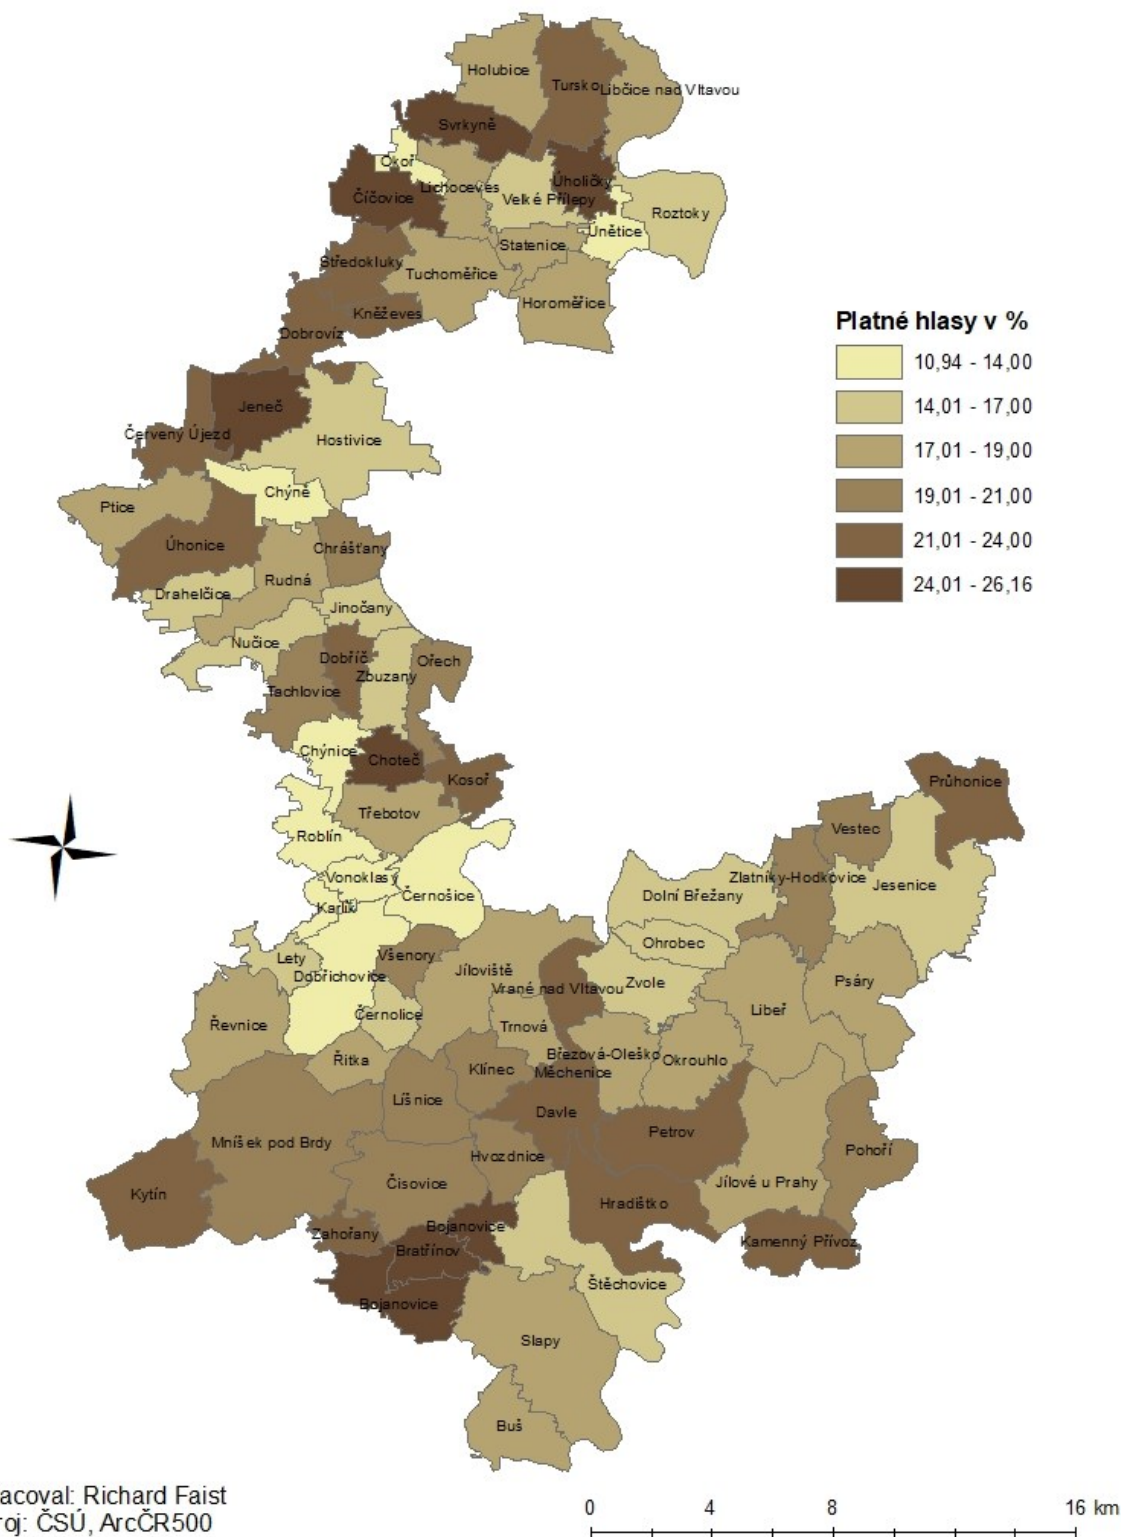 Holubice
Tursko
Libčice nad Vltavou
Svrkyně
Okoř
Lichoceves
Číčovice
Velké Přílepy
Úholičky
Roztoky
Únětice
Statenice
Středokluky
Tuchoměřice
Horoměřice
Kněževes
Dobrovíz
Platné hlasy v %
10,94 - 14,00
14,01 - 17,00
17,01 - 19,00
19,01 - 21,00
21,01 - 24,00
24,01 - 26,16
Jeneč
Červený Újezd
Hostivice
Chýně
Ptice
Úhonice
Chrášťany
Rudná
Drahelčice
Jinočany
Nučice
Dobříč
Ořech
Zbuzany
Tachlovice
Chýnice
Choteč
Kosoř
Průhonice
Třebotov
Roblín
Vestec
Vonoklasy
Zlatníky-Hodkovice
Jesenice
Černošice
Dolní Břežany
Karlík
Ohrobec
Všenory
Lety
Dobřichovice
Jíloviště
Zvole
Psáry
Vrané nad Vltavou
Libeř
Černolice
Řevnice
Trnová
Březová-Oleško
Okrouhlo
Řitka
Klínec
Měchenice
Líšnice
Davle
Petrov
Mníšek pod Brdy
Hvozdnice
Pohoří
Čisovice
Jílové u Prahy
Kytín
Hradištko
Bojanovice
Zahořany
Kamenný Přívoz
Bratřínov
Štěchovice
Bojanovice
Slapy
Buš
acoval: Richard Faist
roj: ČSÚ, ArcČR500
0 4 8 16 km